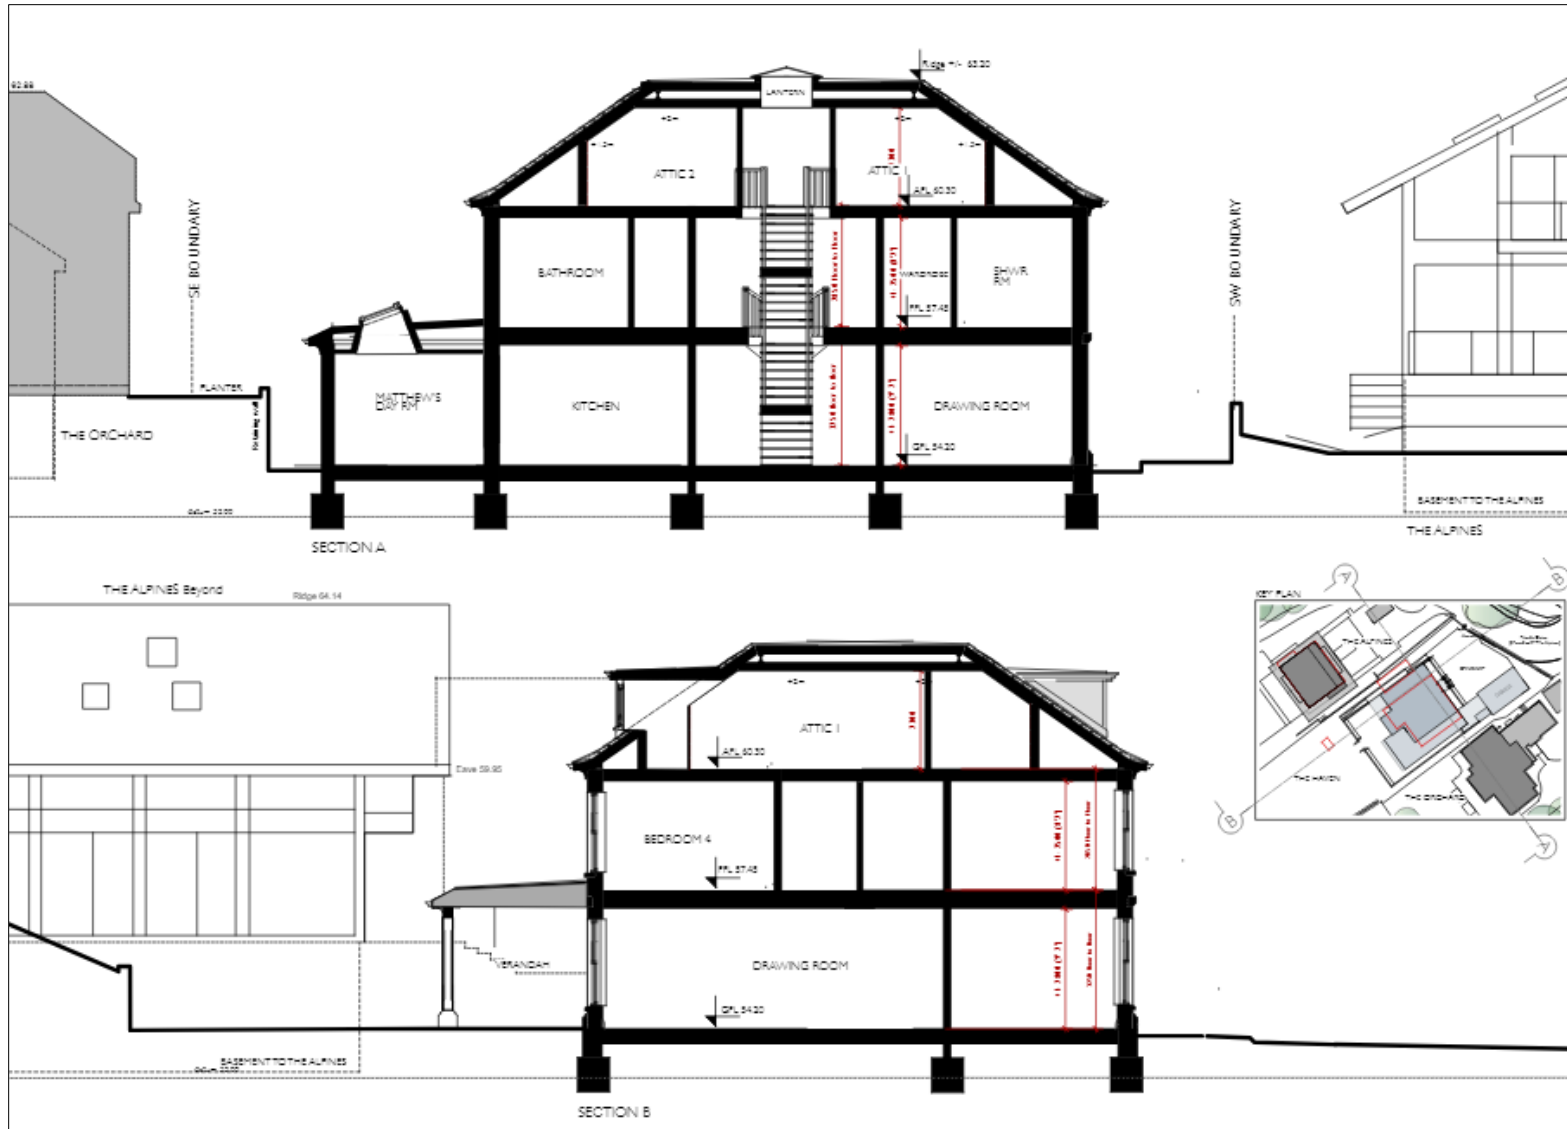 Ridge +/- 63.20
LANTERN
ATTIC 2
ATTIC 1
AFL 60.30
SE BOUNDARY
SW BOUNDARY
BATHROOM
WARDROBE
SHWR
RM
FFL 57.45
PLANTER
MATTHEW'S
DAY RM
KITCHEN
DRAWING ROOM
THE ORCHARD
Retaining wall
GFL 54.20
BASEMENT TO THE ALPINES
SECTION A
THE ALPINES
THE ALPINES Beyond
Ridge 64.14
KEY PLAN
A
B
THE ALPINES
THE HAVEN
THE ORCHARD
B
A
ATTIC 1
AFL 60.30
Eave 59.95
BEDROOM 4
FFL 57.45
VERANDAH
DRAWING ROOM
GFL 54.20
BASEMENT TO THE ALPINES
SECTION B